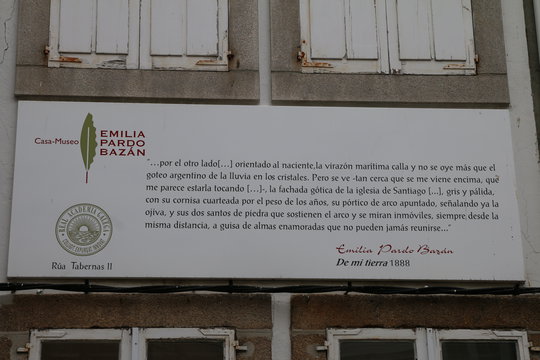 Casa-Museo
EMILIA
PARDO
BAZÁN
"...por el otro lado[...] orientado al naciente,la virazón marítima calla y no se oye más que el
goteo argentino de la lluvia en los cristales. Pero se ve -tan cerca que se me viene encima, que
me parece estarla tocando [...]-, la fachada gótica de la iglesia de Santiago [...], gris y pálida,
con su cornisa cuarteada por el peso de los años, su pórtico de arco apuntado, señalando ya la
ojiva, y sus dos santos de piedra que sostienen el arco y se miran inmóviles, siempre desde la
misma distancia, a guisa de almas enamoradas que no pueden jamás reunirse..."
REAL ACADEMIA GALEGA
Rúa Tabernas 11
Emilia Pardo Bazán
De mi tierra 1888